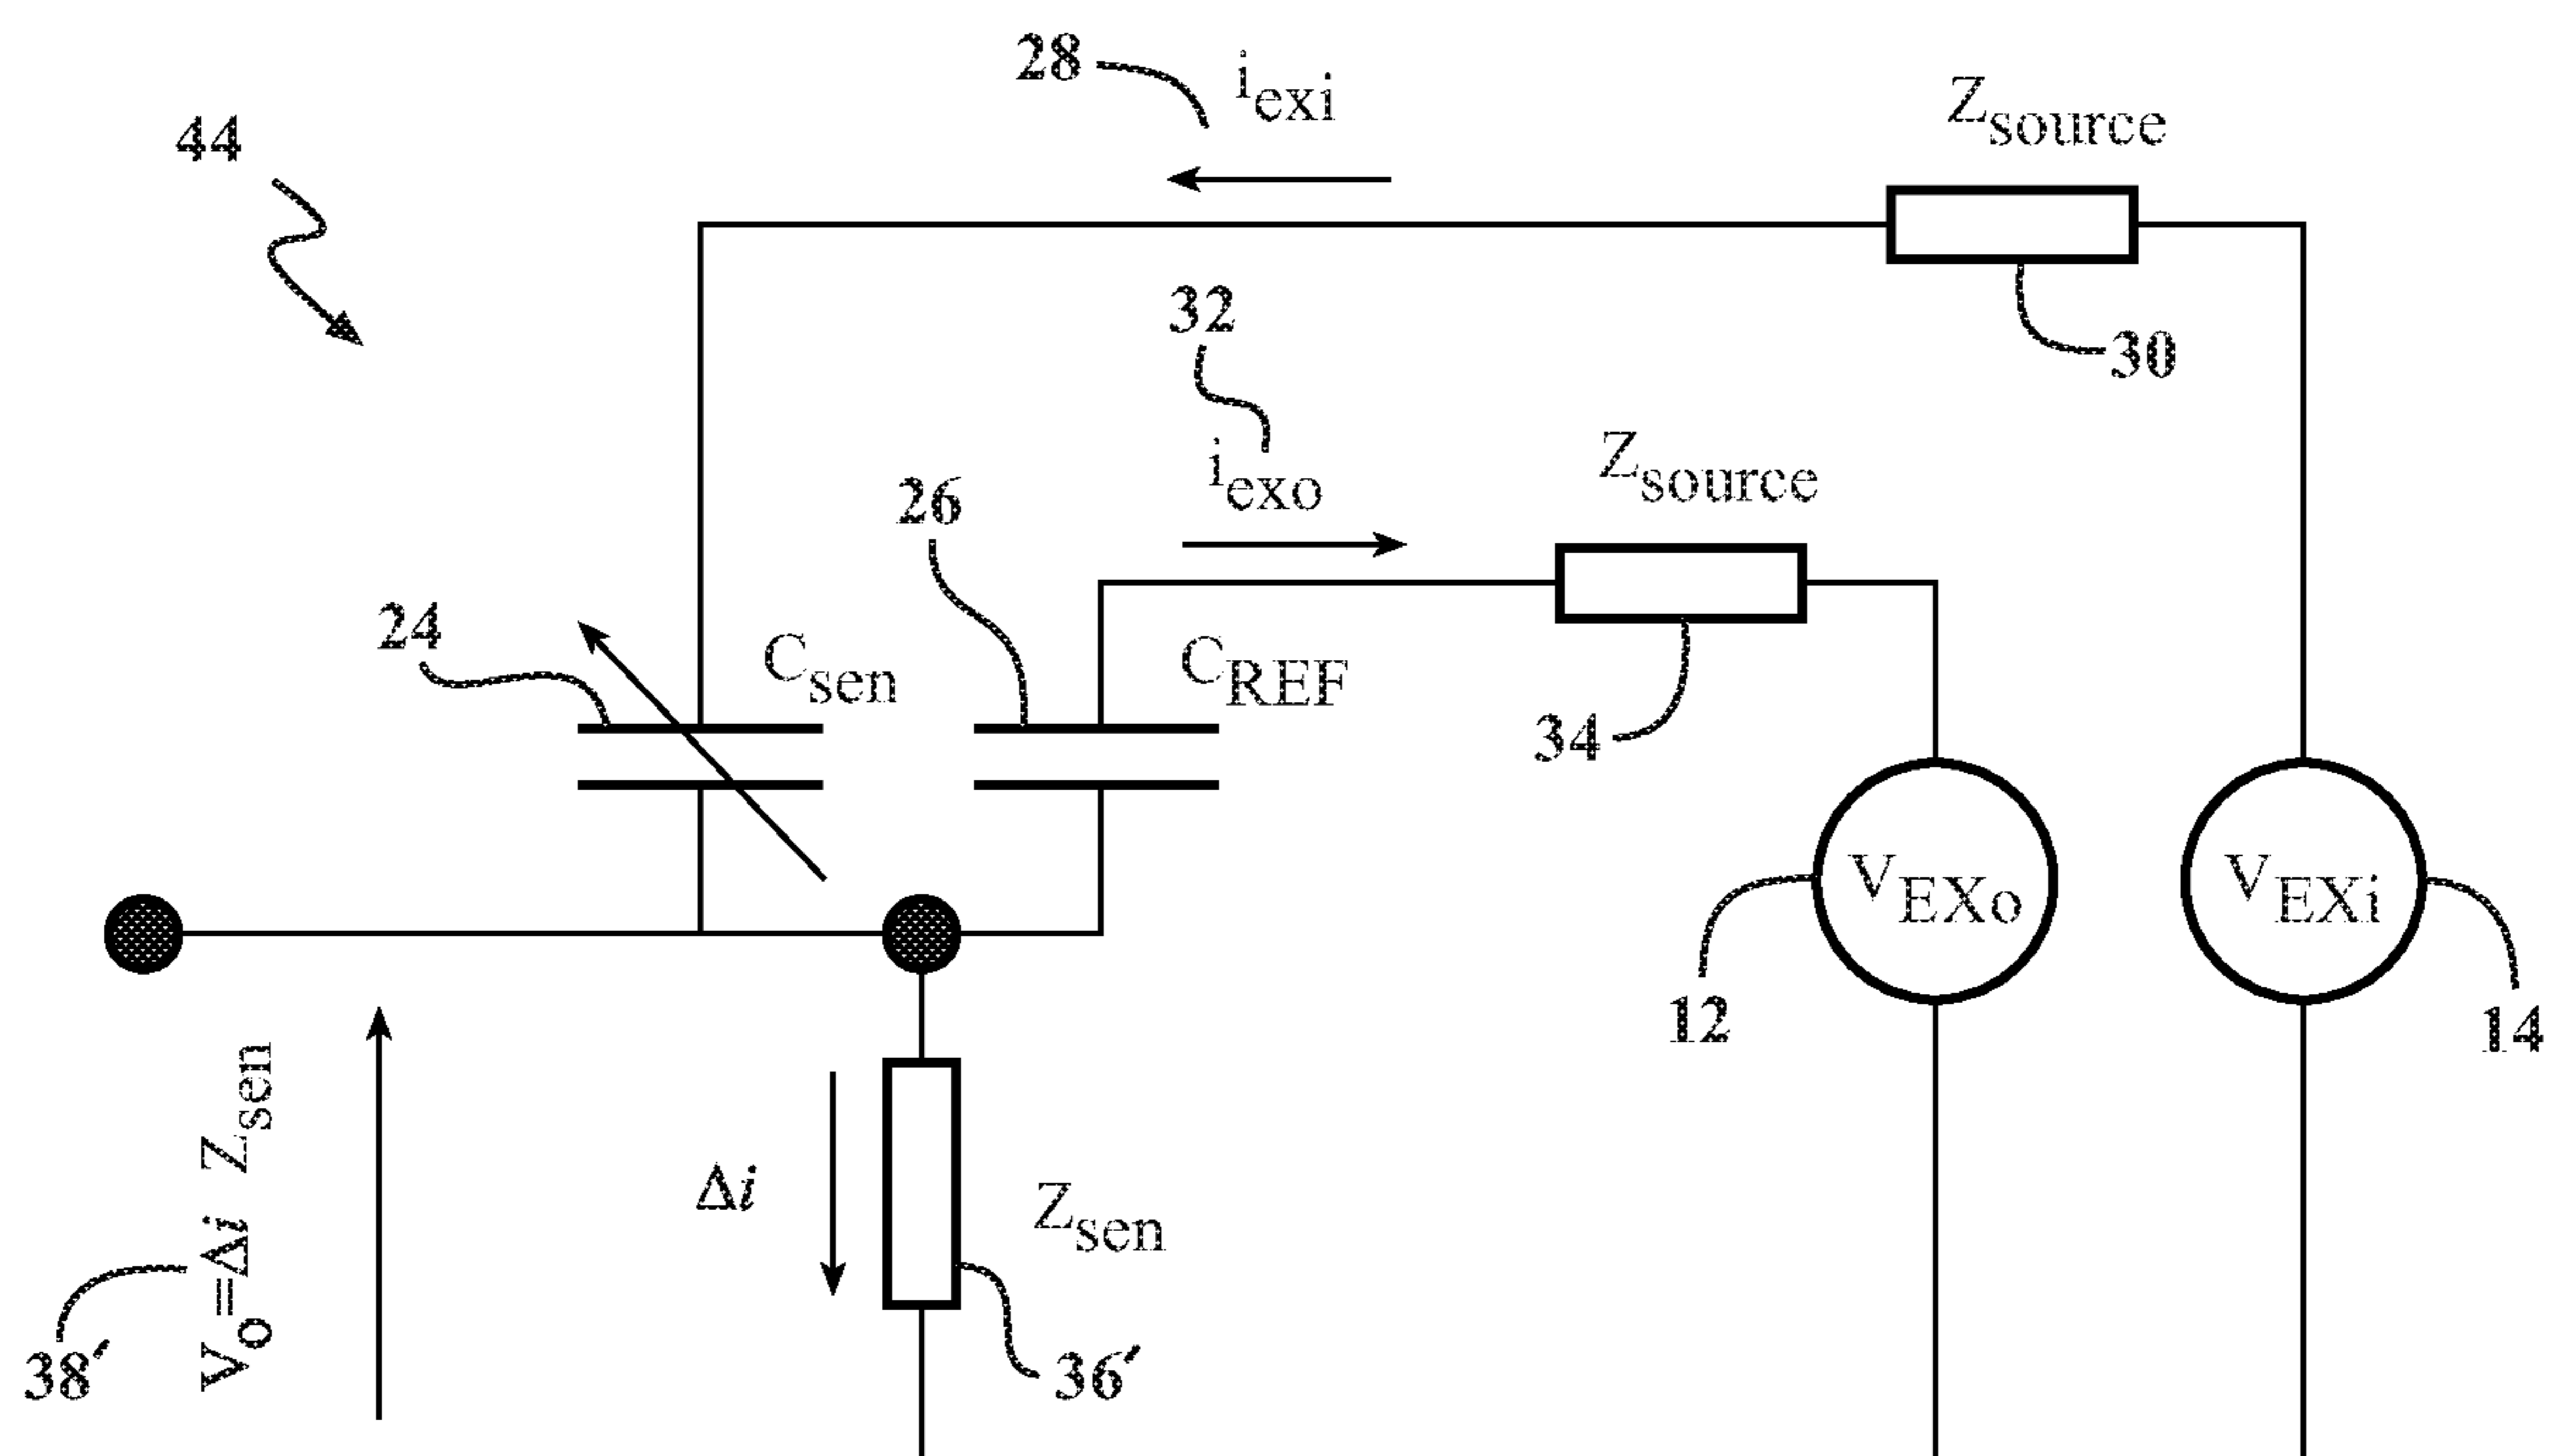 28
i_exi
Z_source
44
30
32
i_exo
Z_source
26
24
C_sen
C_REF
34
V_EXo
V_EXi
12
14
V_o=Δi Z_sen
Δi
Z_sen
38′
36′